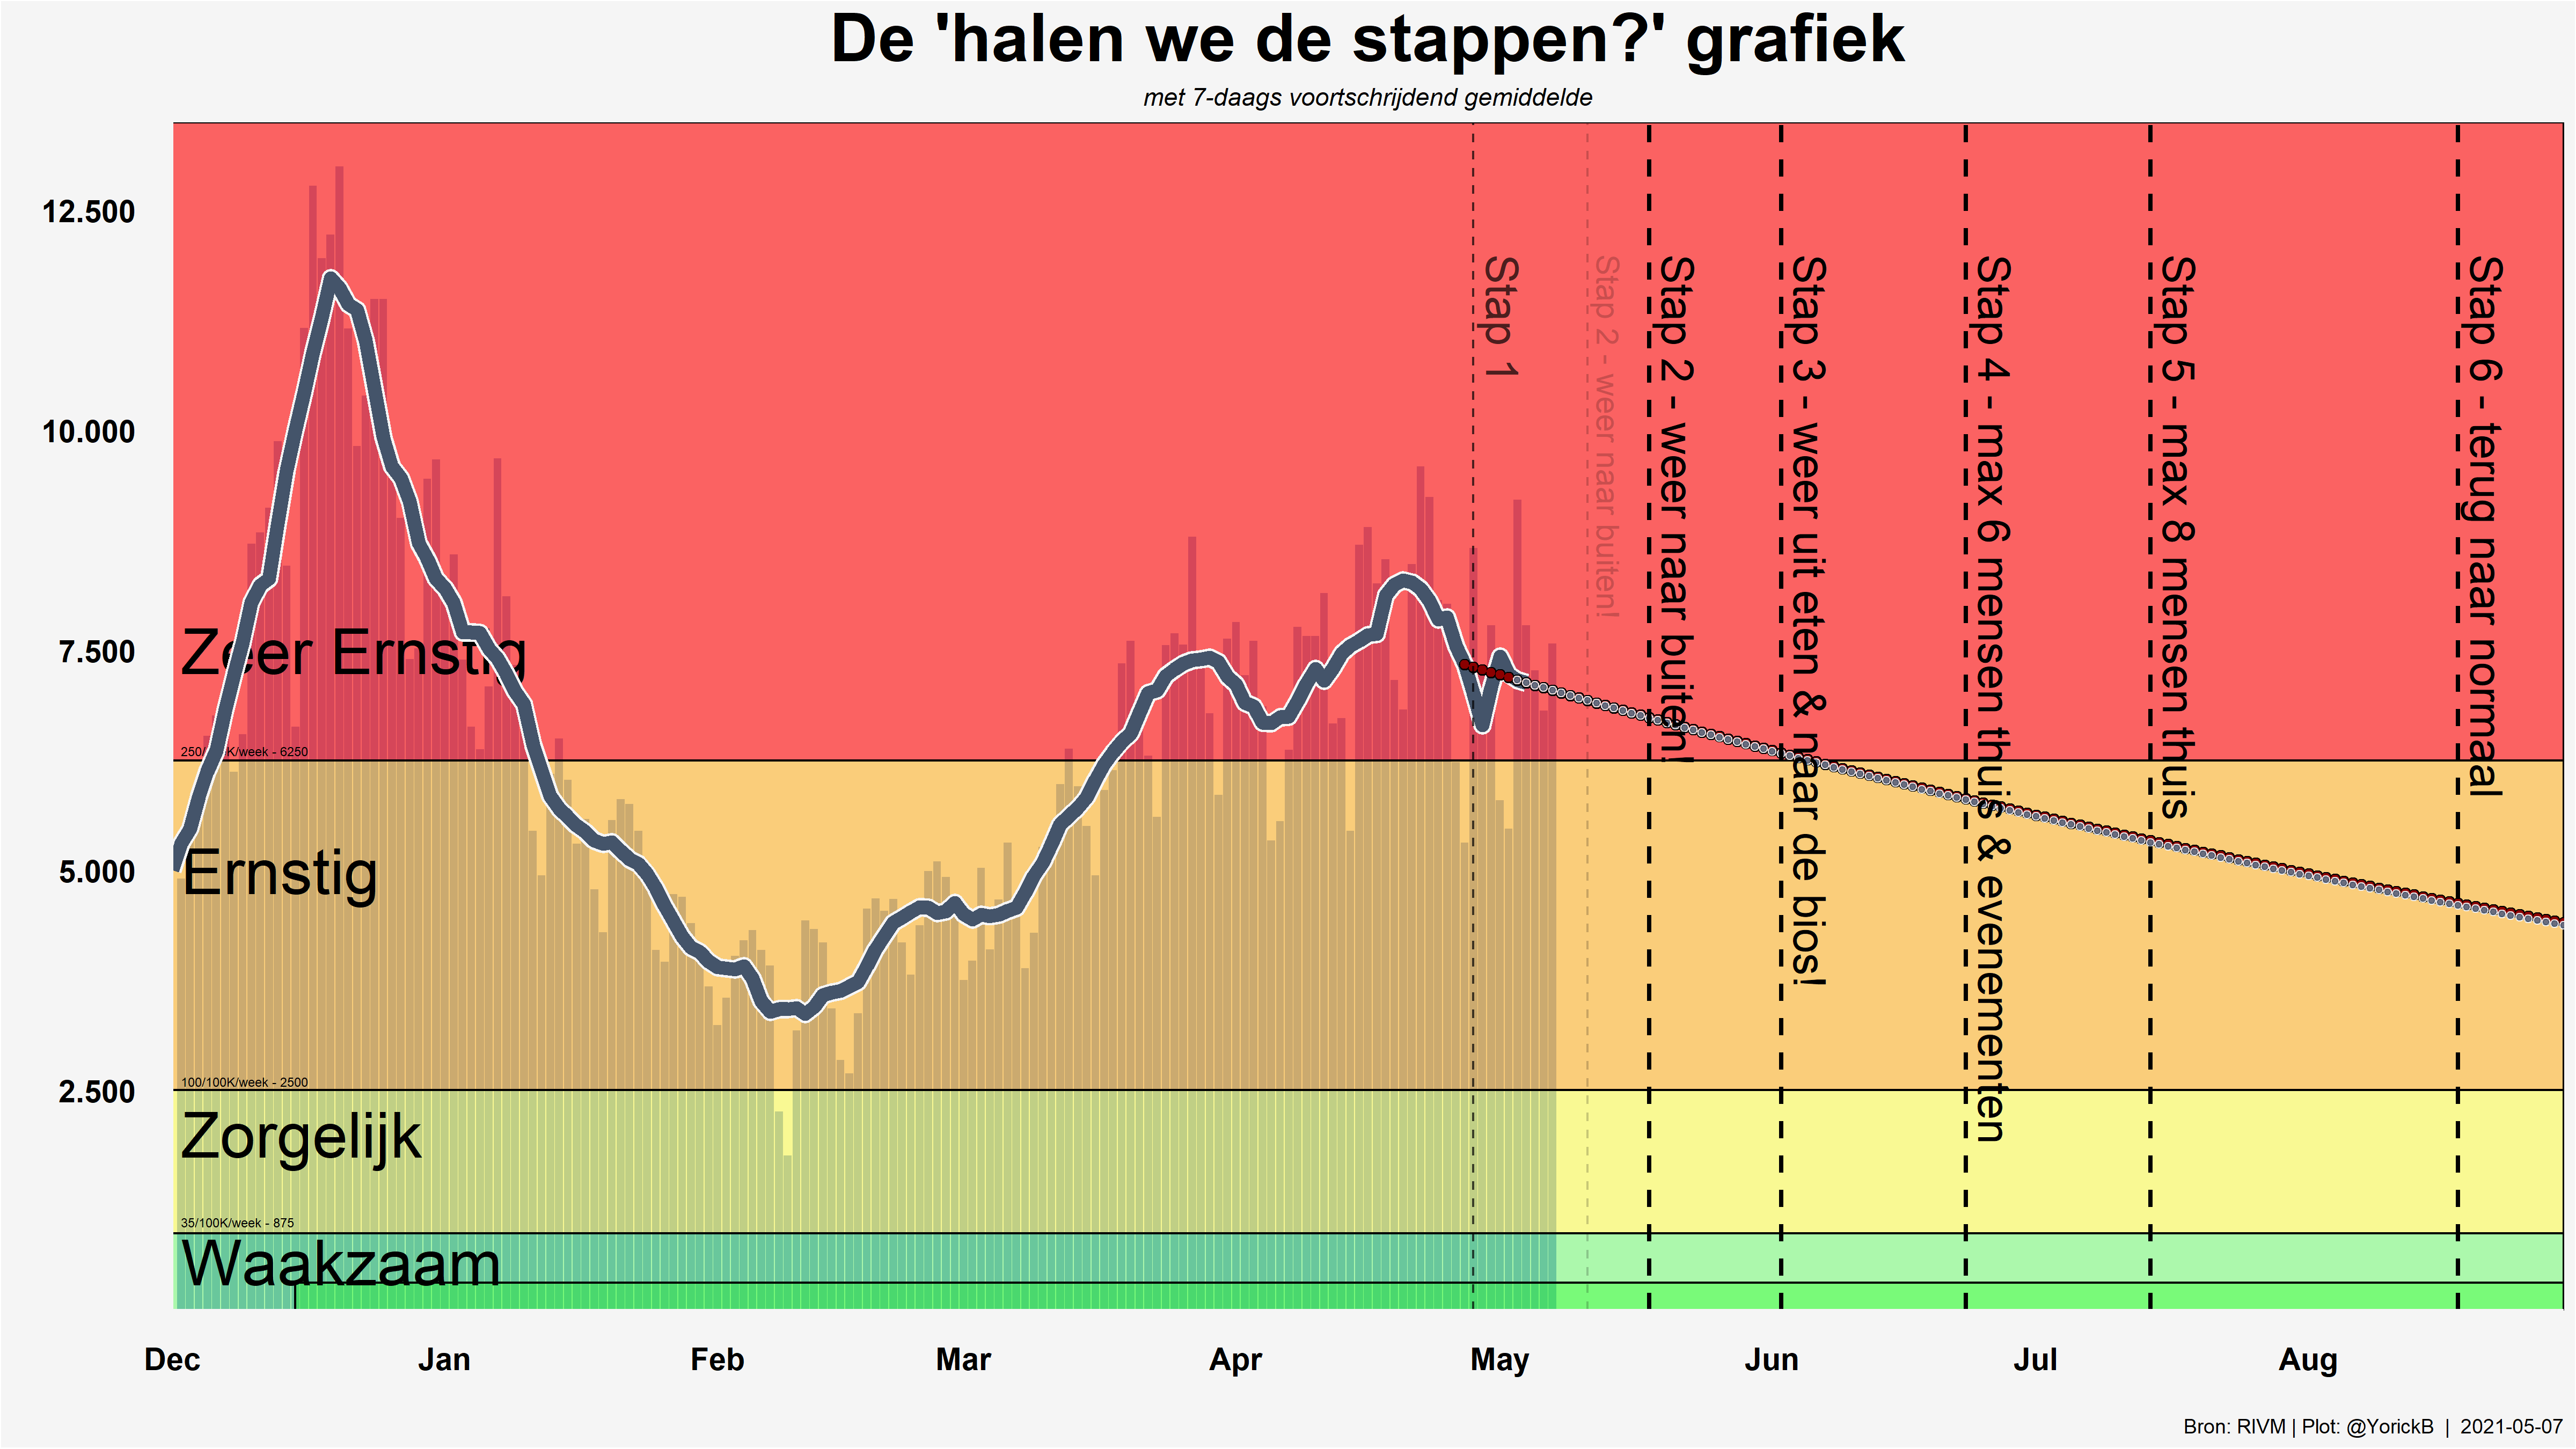 De 'halen we de stappen?' grafiek
met 7-daags voortschrijdend gemiddelde
12.500
10.000
7.500
5.000
2.500
Zeer Ernstig
250/100K/week - 6250
Ernstig
100/100K/week - 2500
Zorgelijk
35/100K/week - 875
Waakzaam
Stap 1
Stap 2 - weer naar buiten!
Stap 2 - weer naar buiten!
Stap 3 - weer uit eten & naar de bios!
Stap 4 - max 6 mensen thuis & evenementen
Stap 5 - max 8 mensen thuis
Stap 6 - terug naar normaal
Dec Jan Feb Mar Apr May Jun Jul Aug
Bron: RIVM | Plot: @YorickB | 2021-05-07